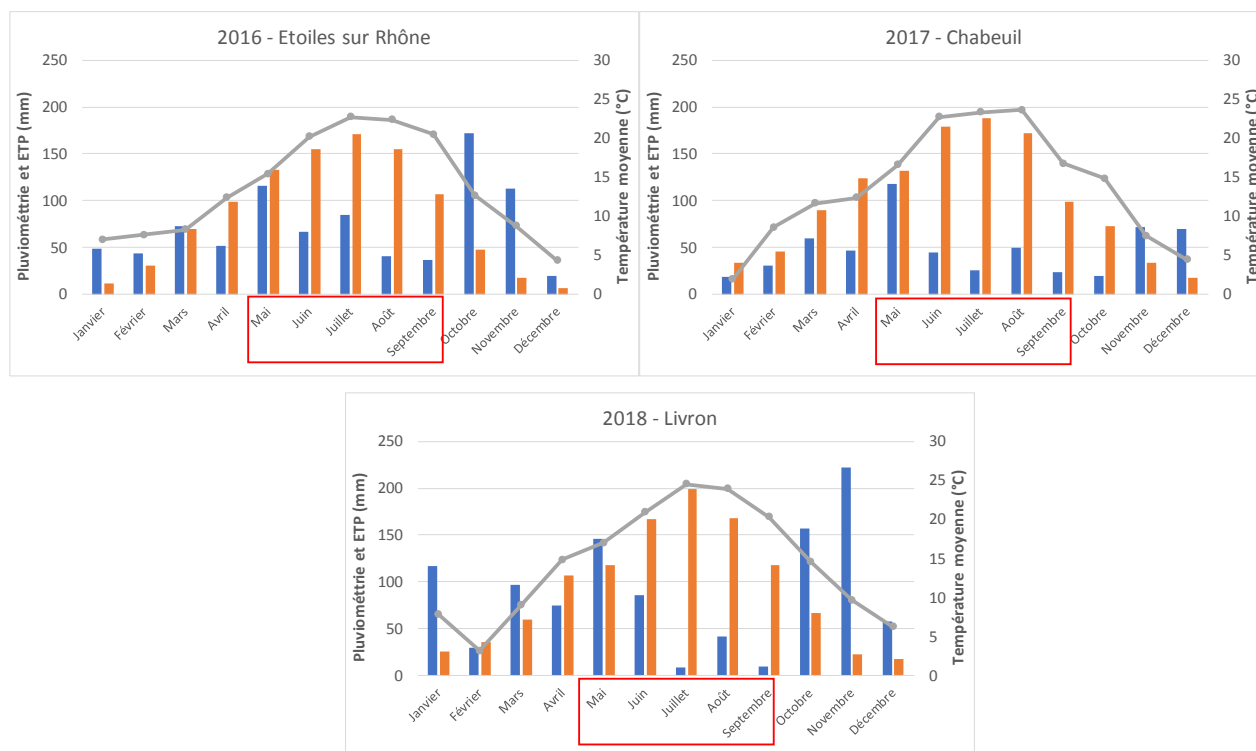 2016 - Etoiles sur Rhône
Pluviométtrie et ETP (mm)
250
200
150
100
50
0
30
25
20
15
10
5
0
Température moyenne (°C)
Janvier
Février
Mars
Avril
Mai
Juin
Juillet
Août
Septembre
Octobre
Novembre
Décembre
2017 - Chabeuil
Pluviométtrie et ETP (mm)
250
200
150
100
50
0
30
25
20
15
10
5
0
Température moyenne (°C)
Janvier
Février
Mars
Avril
Mai
Juin
Juillet
Août
Septembre
Octobre
Novembre
Décembre
2018 - Livron
Pluviométtrie et ETP (mm)
250
200
150
100
50
0
30
25
20
15
10
5
0
Température moyenne (°C)
Janvier
Février
Mars
Avril
Mai
Juin
Juillet
Août
Septembre
Octobre
Novembre
Décembre